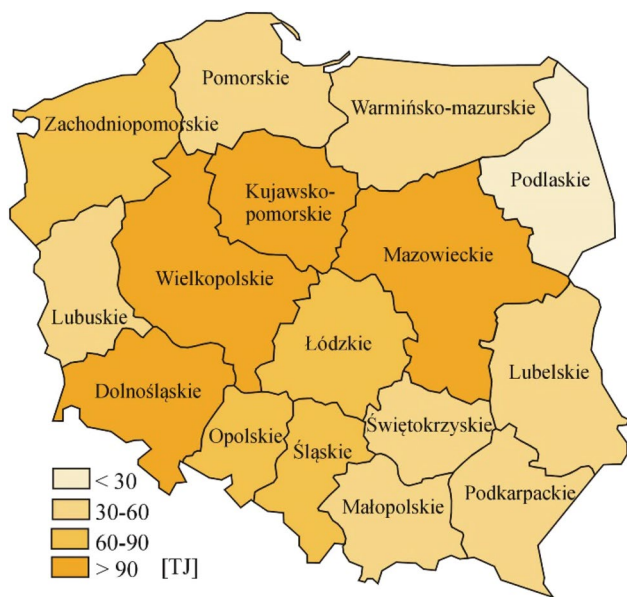 Pomorskie
Warmińsko-mazurskie
Zachodniopomorskie
Podlaskie
Kujawsko-
pomorskie
Mazowieckie
Wielkopolskie
Lubuskie
Łódzkie
Lubelskie
Dolnośląskie
Świętokrzyskie
Opolskie
Śląskie
Podkarpackie
Małopolskie
< 30
30-60
60-90
> 90 [TJ]